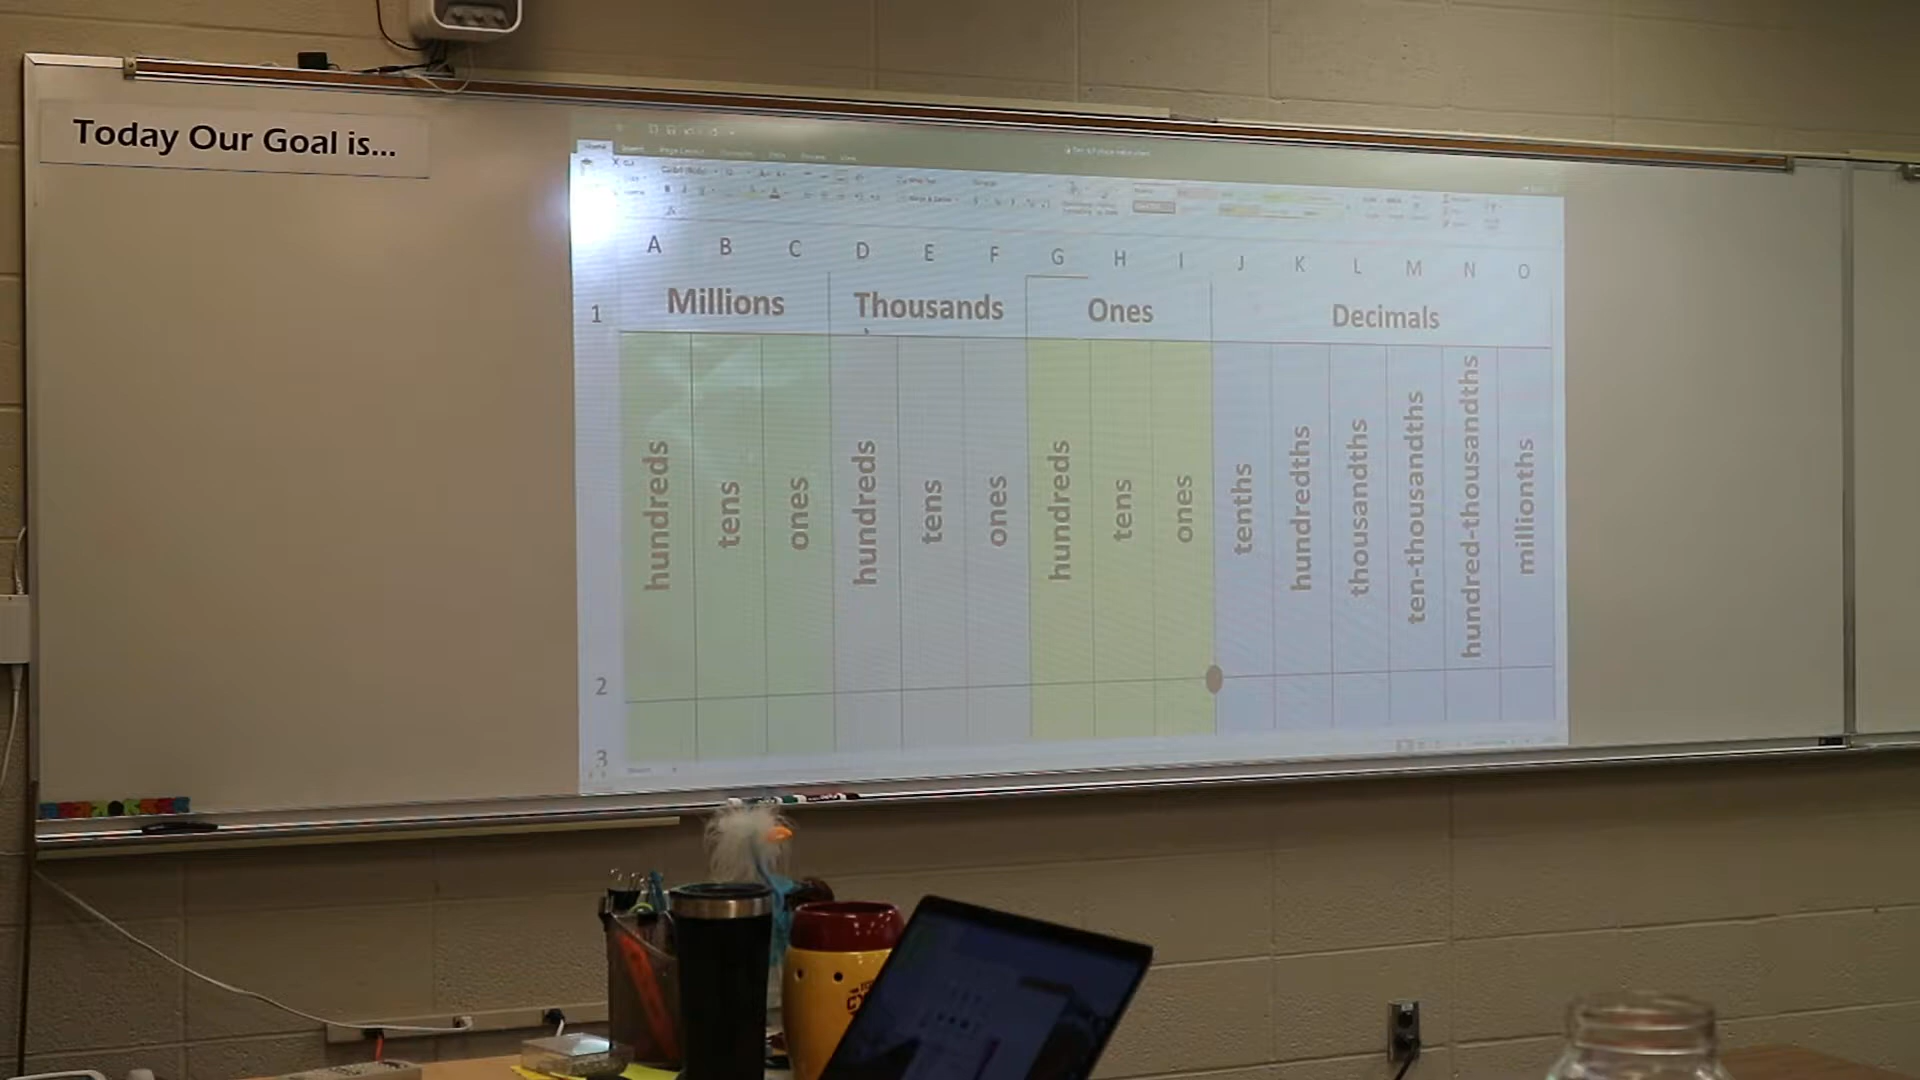 Today Our Goal is...
A B C D E F G H I J K L M N O
1 Millions Thousands Ones Decimals
hundreds tens ones hundreds tens ones hundreds tens ones tenths hundredths thousandths ten-thousandths hundred-thousandths millionths
2
3